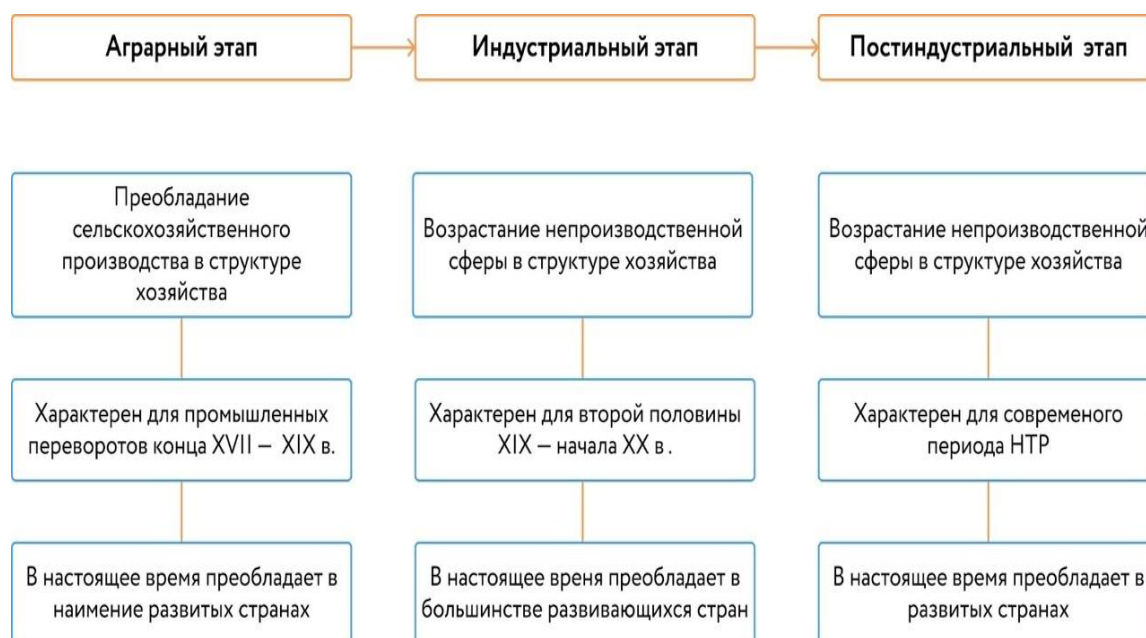 Аграрный этап
Индустриальный этап
Постиндустриальный этап
Преобладание
сельскохозяйственного
производства в структуре
хозяйства
Возрастание непроизводственной
сферы в структуре хозяйства
Возрастание непроизводственной
сферы в структуре хозяйства
Характерен для промышленных
переворотов конца XVII — XIX в.
Характерен для второй половины
XIX — начала XX в .
Характерен для современого
периода НТР
В настоящее время преобладает в
наимение развитых странах
В настоящее вреня преобладает в
большинстве развивающихся стран
В настоящее время преобладает в
развитых странах